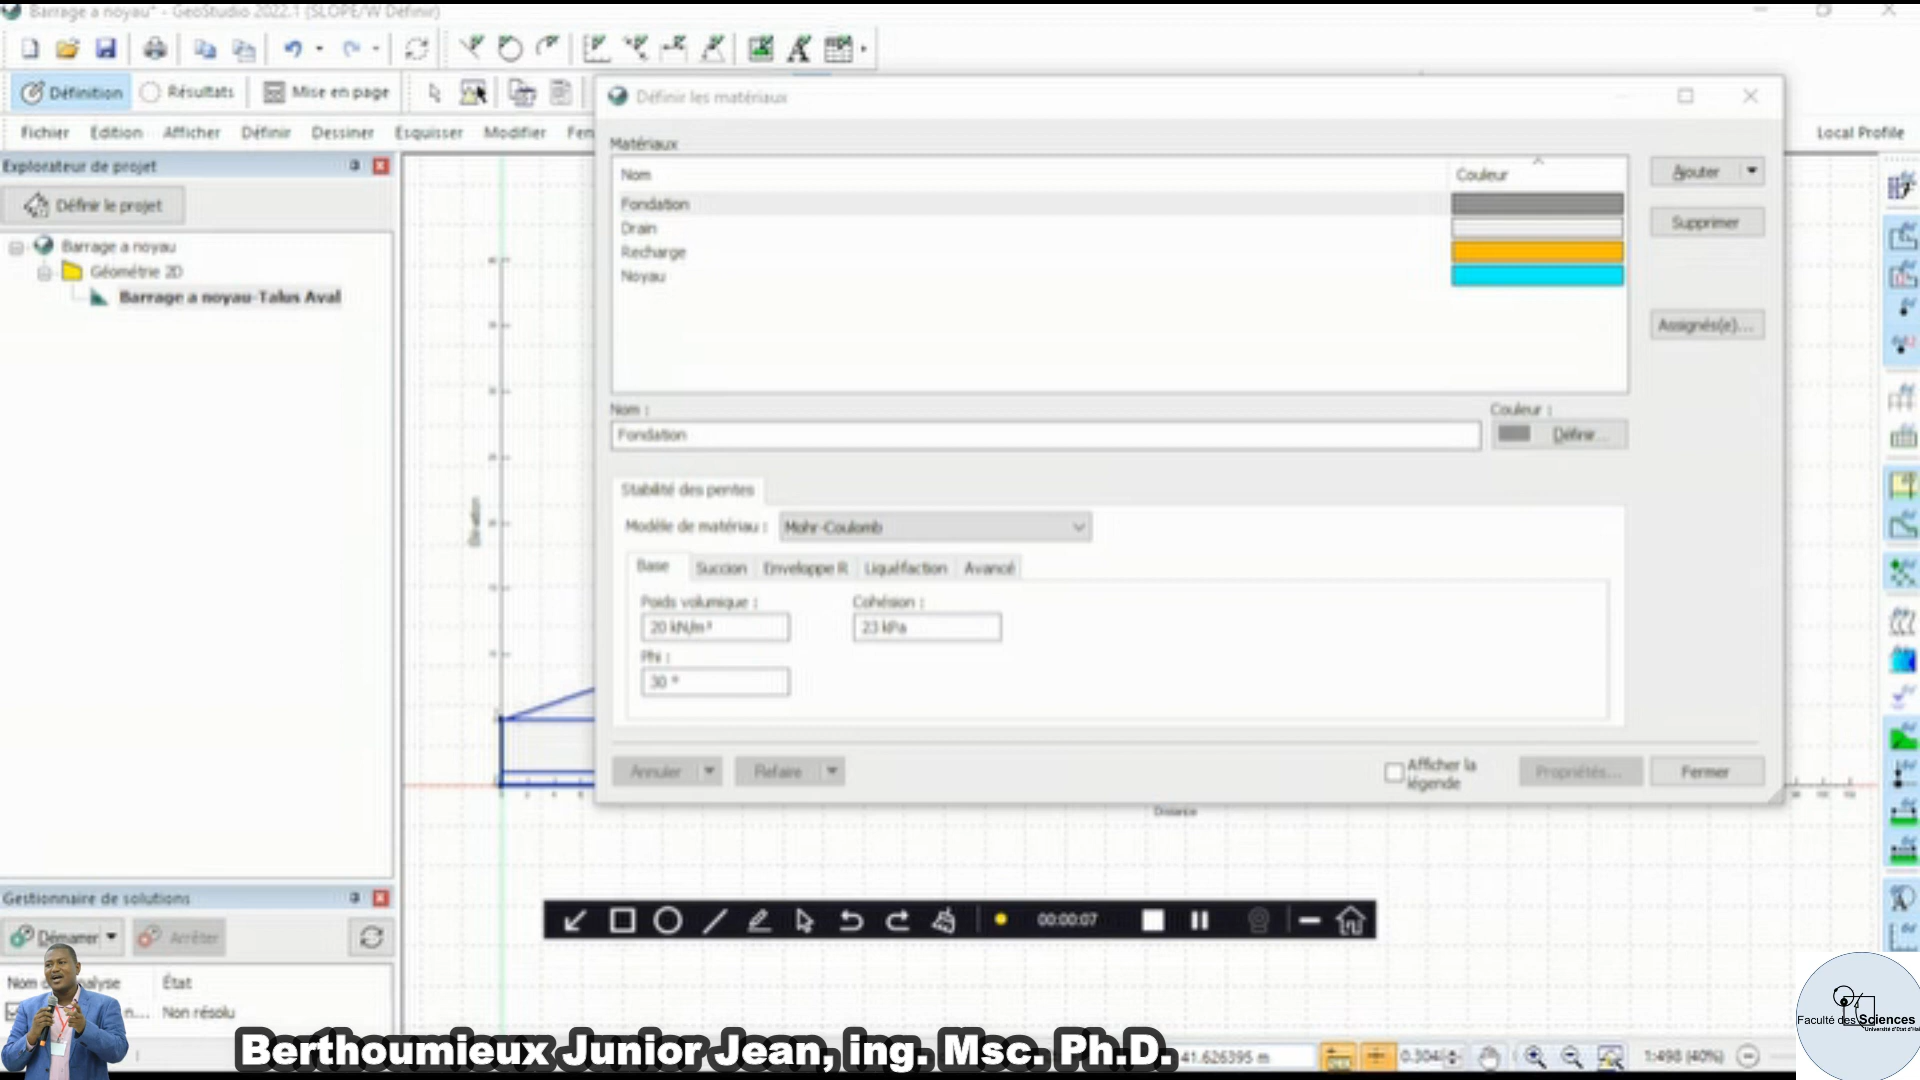 Barrage a noyau* - GeoStudio 2022.1 (SLOPE/W Définir)
Définition
Résultats
Mise en page
Fichier Edition Afficher Définir Dessiner Esquisser Modifier Fen
Local Profile
Explorateur de projet
Définir le projet
Barrage a noyau
Géométrie 2D
Barrage a noyau-Talus Aval
Définir les matériaux
Matériaux
Nom Couleur
Fondation
Drain
Recharge
Noyau
Ajouter
Supprimer
Assignés(e)...
Nom :
Couleur :
Fondation
Définir...
Stabilité des pentes
Modèle de matériau : Mohr-Coulomb
Base Succion Enveloppe R Liquéfaction Avancé
Poids volumique : Cohésion :
20 kN/m³ 23 kPa
Phi :
30 °
Annuler Refaire
Afficher la
légende
Propriétés... Fermer
Élévation
Distance
Gestionnaire de solutions
Démarrer Arrêter
00:00:07
État
n... Non résolu
Berthoumieux Junior Jean, ing. Msc. Ph.D.
41.626395 m
1:498 (40%)
Faculté des Sciences